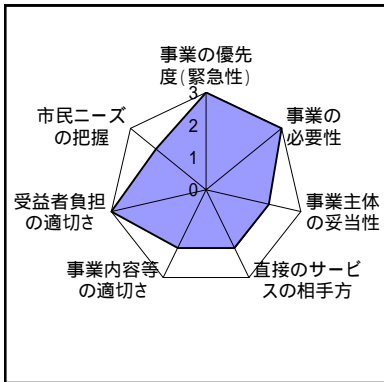 事業の優先
度(緊急性)
事業の
必要性
事業主体
の妥当性
直接のサービ
スの相手方
事業内容等
の適切さ
受益者負担
の適切さ
市民ニーズ
の把握
3
2
1
0